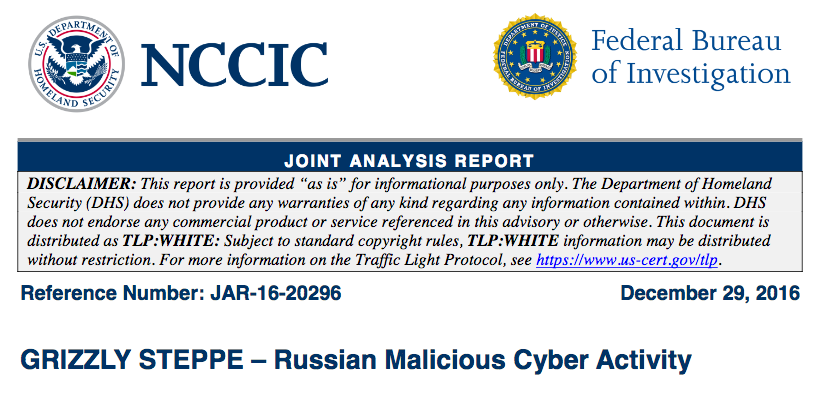 U.S. DEPARTMENT OF
HOMELAND SECURITY
NCCIC
DEPARTMENT OF JUSTICE
FEDERAL BUREAU OF INVESTIGATION
Federal Bureau
of Investigation
JOINT ANALYSIS REPORT
DISCLAIMER: This report is provided “as is” for informational purposes only. The Department of Homeland
Security (DHS) does not provide any warranties of any kind regarding any information contained within. DHS
does not endorse any commercial product or service referenced in this advisory or otherwise. This document is
distributed as TLP:WHITE: Subject to standard copyright rules, TLP:WHITE information may be distributed
without restriction. For more information on the Traffic Light Protocol, see https://www.us-cert.gov/tlp.
Reference Number: JAR-16-20296
December 29, 2016
GRIZZLY STEPPE – Russian Malicious Cyber Activity